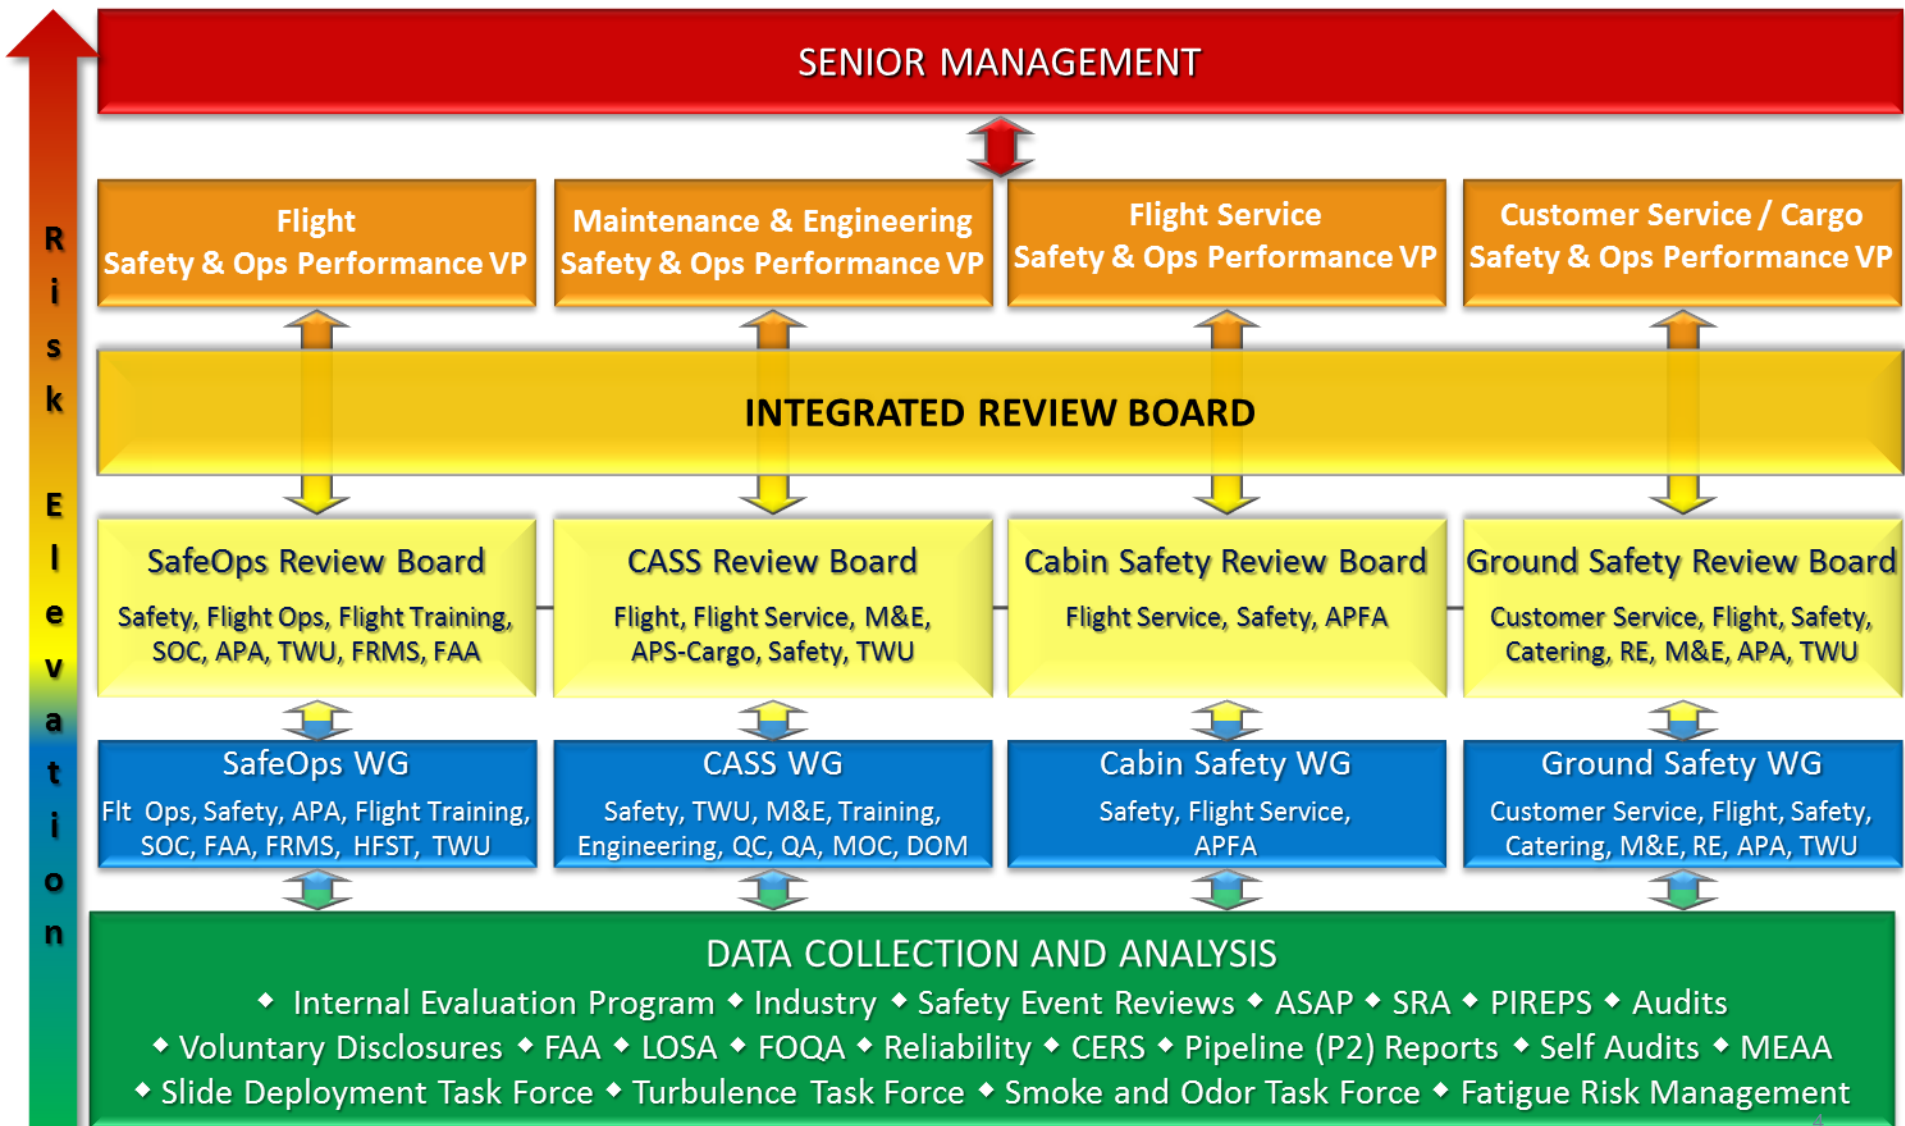 SENIOR MANAGEMENT
Risk Elevation
Flight
Safety & Ops Performance VP
Maintenance & Engineering
Safety & Ops Performance VP
Flight Service
Safety & Ops Performance VP
Customer Service / Cargo
Safety & Ops Performance VP
INTEGRATED REVIEW BOARD
SafeOps Review Board
Safety, Flight Ops, Flight Training,
SOC, APA, TWU, FRMS, FAA
CASS Review Board
Flight, Flight Service, M&E,
APS-Cargo, Safety, TWU
Cabin Safety Review Board
Flight Service, Safety, APFA
Ground Safety Review Board
Customer Service, Flight, Safety,
Catering, RE, M&E, APA, TWU
SafeOps WG
Flt Ops, Safety, APA, Flight Training,
SOC, FAA, FRMS, HFST, TWU
CASS WG
Safety, TWU, M&E, Training,
Engineering, QC, QA, MOC, DOM
Cabin Safety WG
Safety, Flight Service,
APFA
Ground Safety WG
Customer Service, Flight, Safety,
Catering, M&E, RE, APA, TWU
DATA COLLECTION AND ANALYSIS
◆ Internal Evaluation Program ◆ Industry ◆ Safety Event Reviews ◆ ASAP ◆ SRA ◆ PIREPS ◆ Audits
◆ Voluntary Disclosures ◆ FAA ◆ LOSA ◆ FOQA ◆ Reliability ◆ CERS ◆ Pipeline (P2) Reports ◆ Self Audits ◆ MEAA
◆ Slide Deployment Task Force ◆ Turbulence Task Force ◆ Smoke and Odor Task Force ◆ Fatigue Risk Management